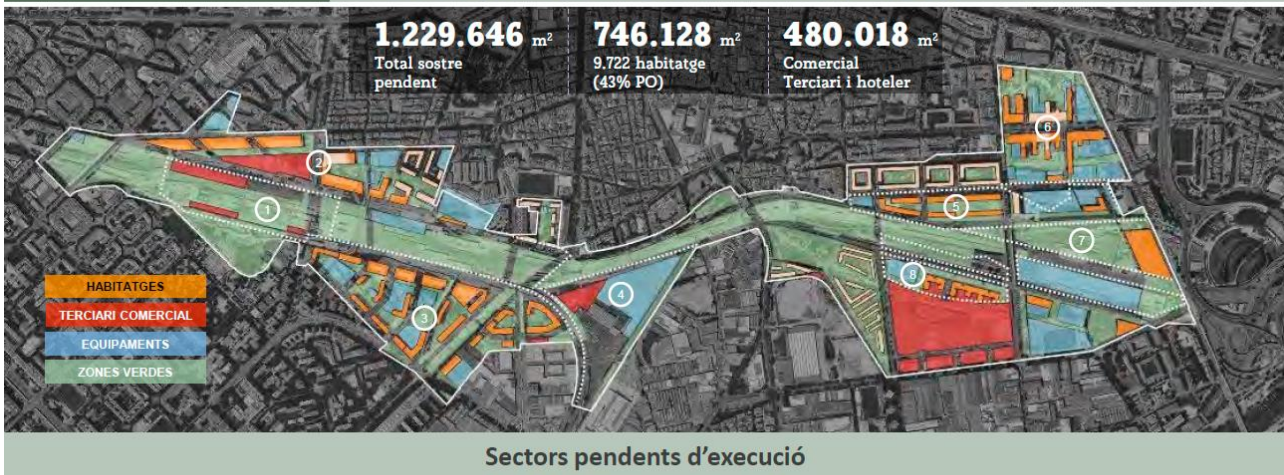 1.229.646 m²
Total sostre
pendent
746.128 m²
9.722 habitatge
(43% PO)
480.018 m²
Comercial
Terciari i hoteler
6
2
5
1
7
8
4
3
HABITATGES
TERCIARI COMERCIAL
EQUIPAMENTS
ZONES VERDES
Sectors pendents d'execució